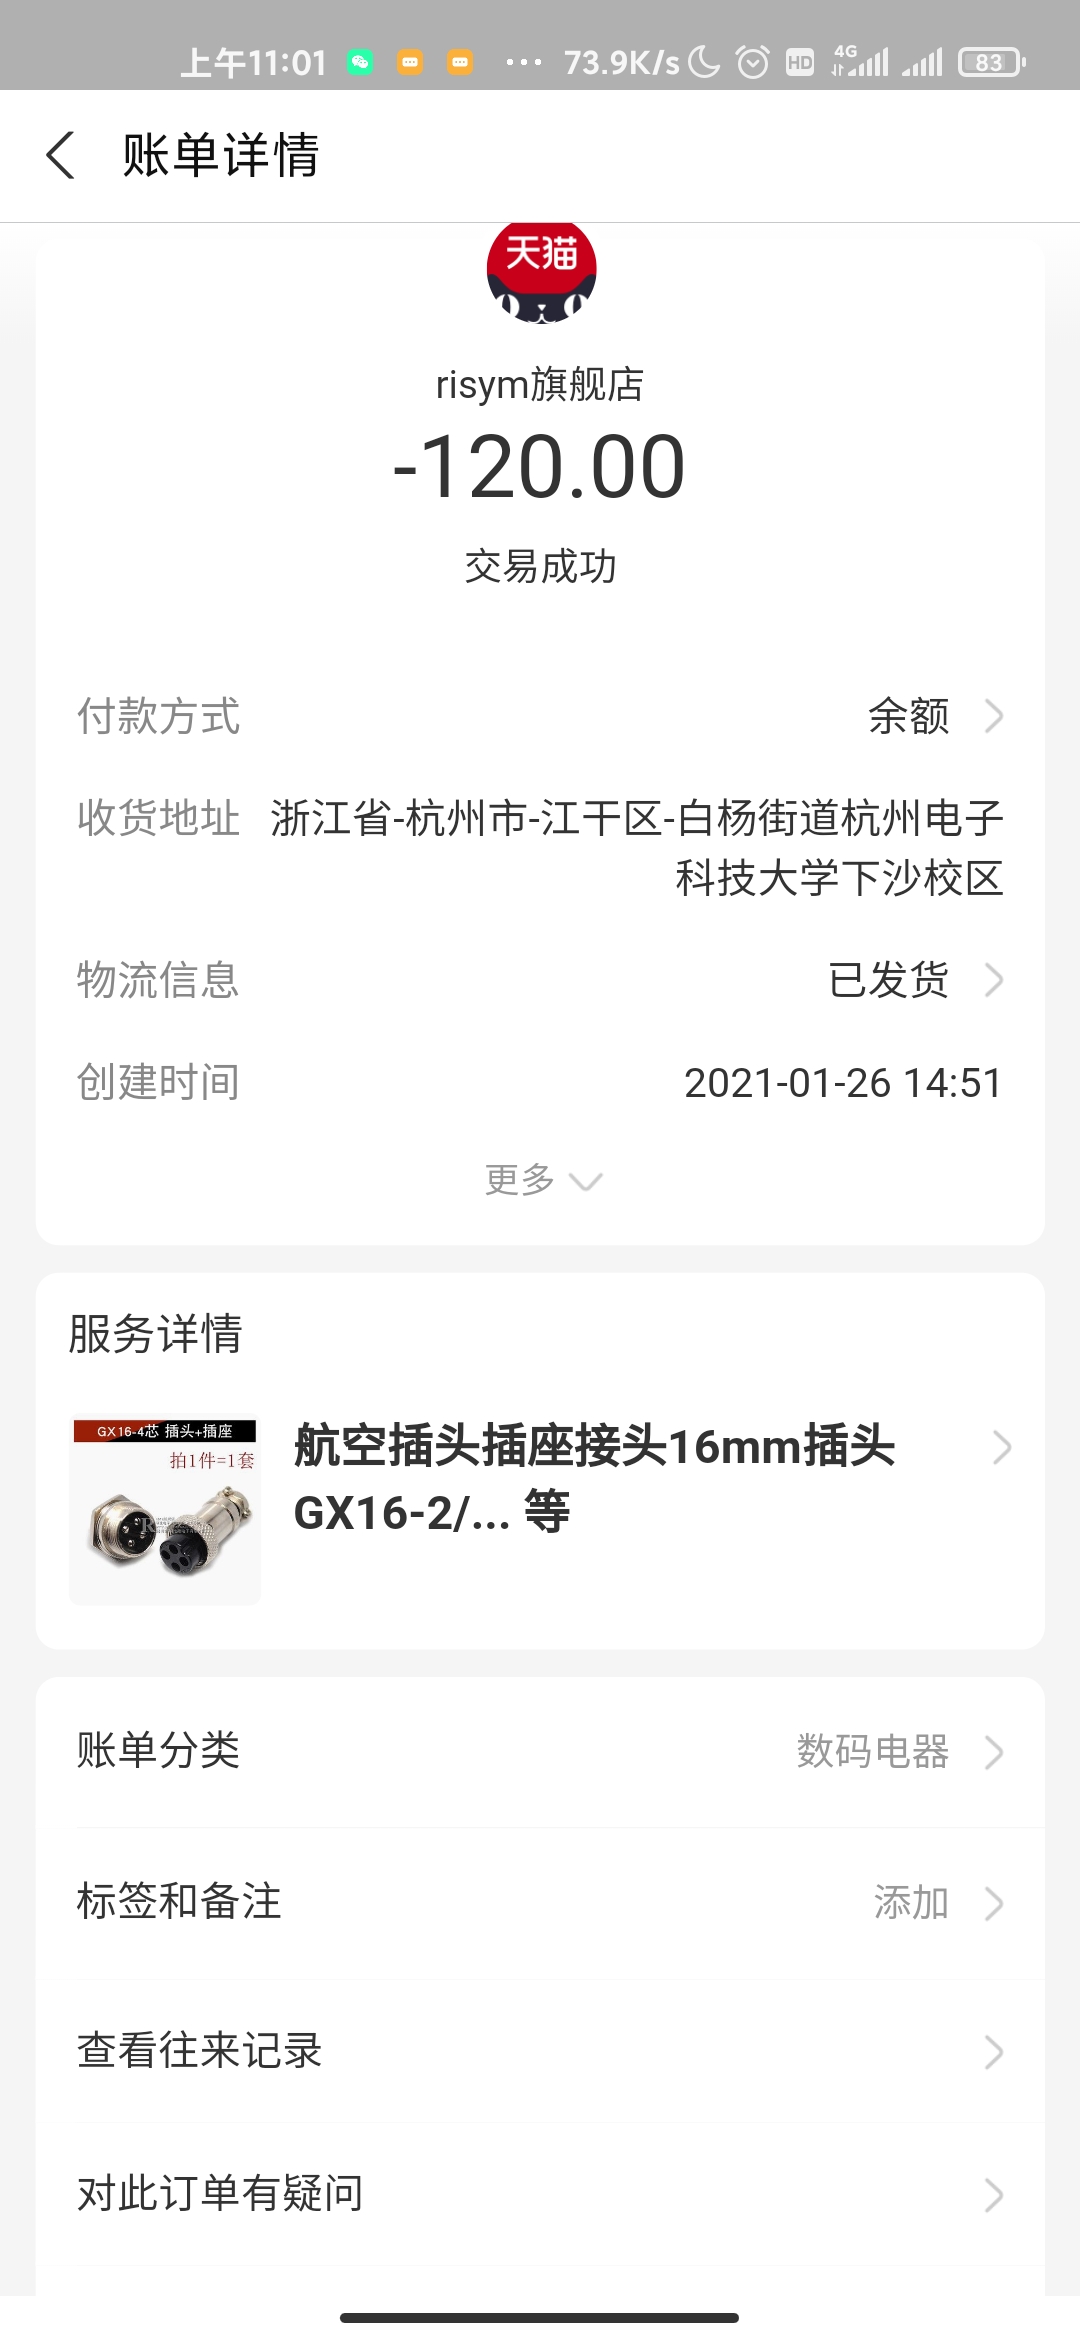 上午11:01 ··· 73.9K/s HD 4G 83
账单详情
天猫
risym旗舰店
-120.00
交易成功
付款方式 余额
收货地址 浙江省-杭州市-江干区-白杨街道杭州电子
科技大学下沙校区
物流信息 已发货
创建时间 2021-01-26 14:51
更多
服务详情
GX16-4芯 插头+插座
拍1件=1套
航空插头插座接头16mm插头
GX16-2/... 等
账单分类 数码电器
标签和备注 添加
查看往来记录
对此订单有疑问